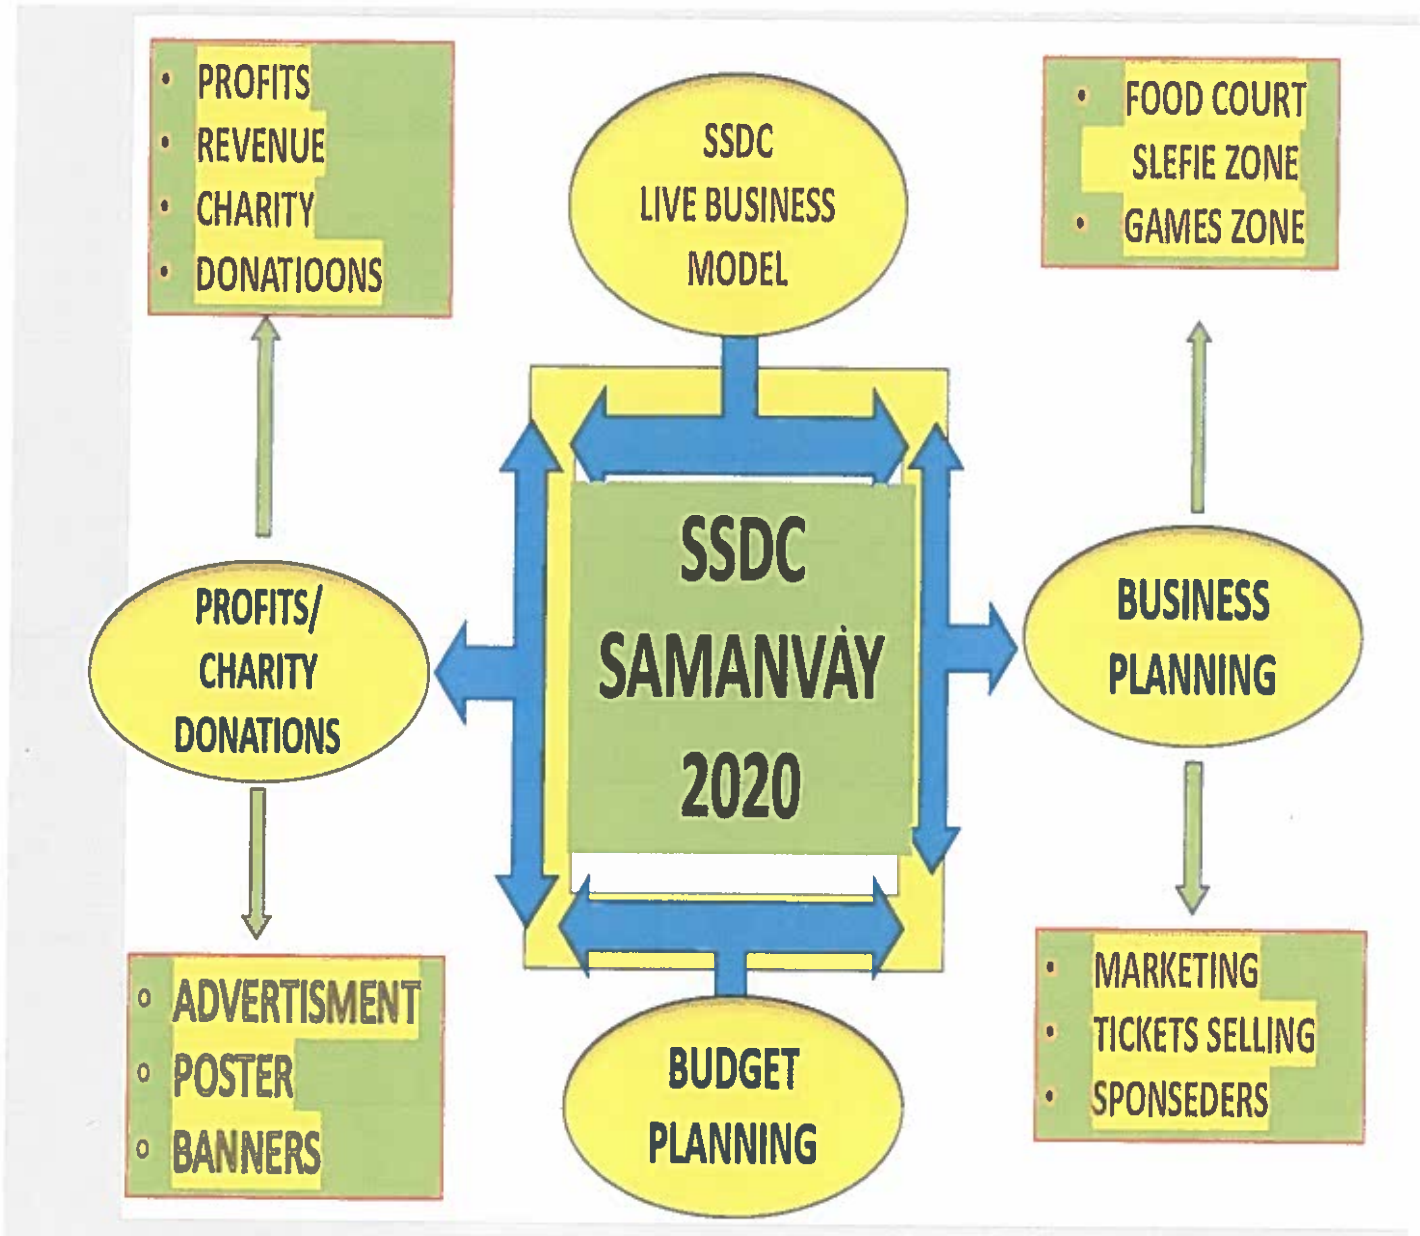 • PROFITS
• REVENUE
• CHARITY
• DONATIOONS
SSDC
LIVE BUSINESS
MODEL
• FOOD COURT
SLEFIE ZONE
• GAMES ZONE
PROFITS/
CHARITY
DONATIONS
SSDC
SAMANVAY
2020
BUSINESS
PLANNING
o ADVERTISMENT
o POSTER
o BANNERS
BUDGET
PLANNING
• MARKETING
• TICKETS SELLING
• SPONSEDERS